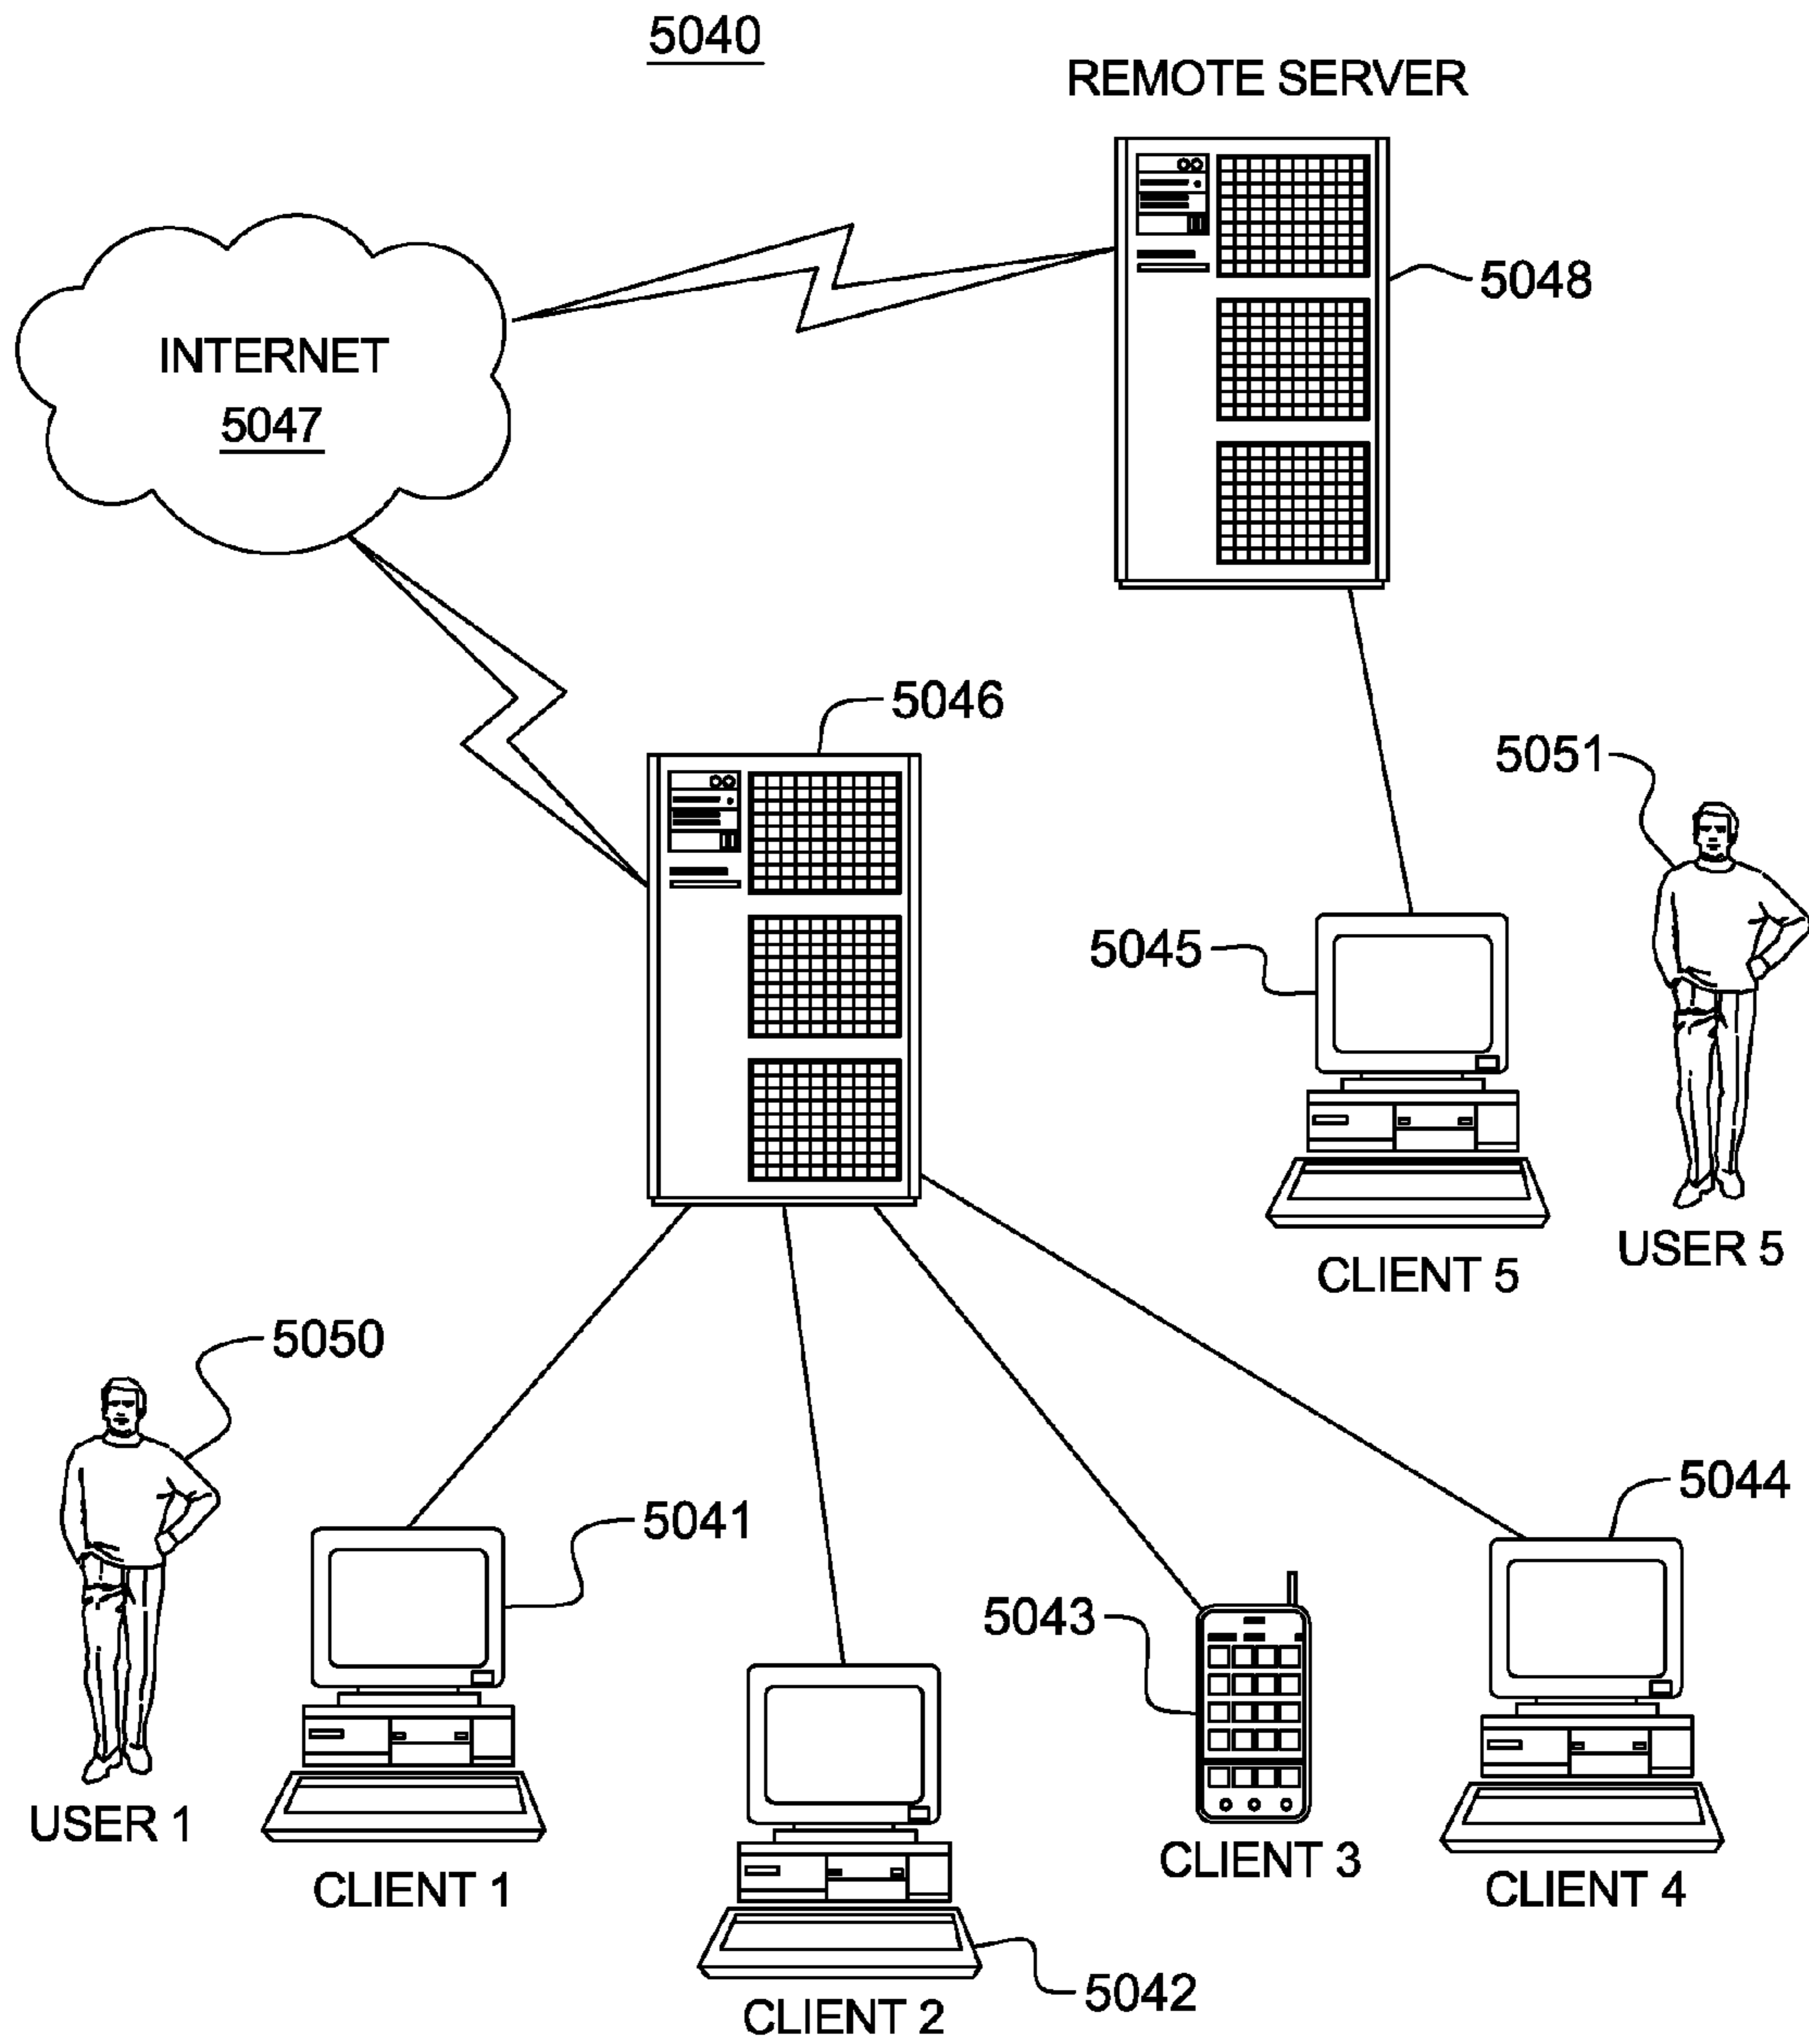 5040
REMOTE SERVER
5048
INTERNET
5047
5046
5051
5045
USER 5
CLIENT 5
5050
5041
5044
5043
USER 1
CLIENT 1
CLIENT 3
CLIENT 4
5042
CLIENT 2